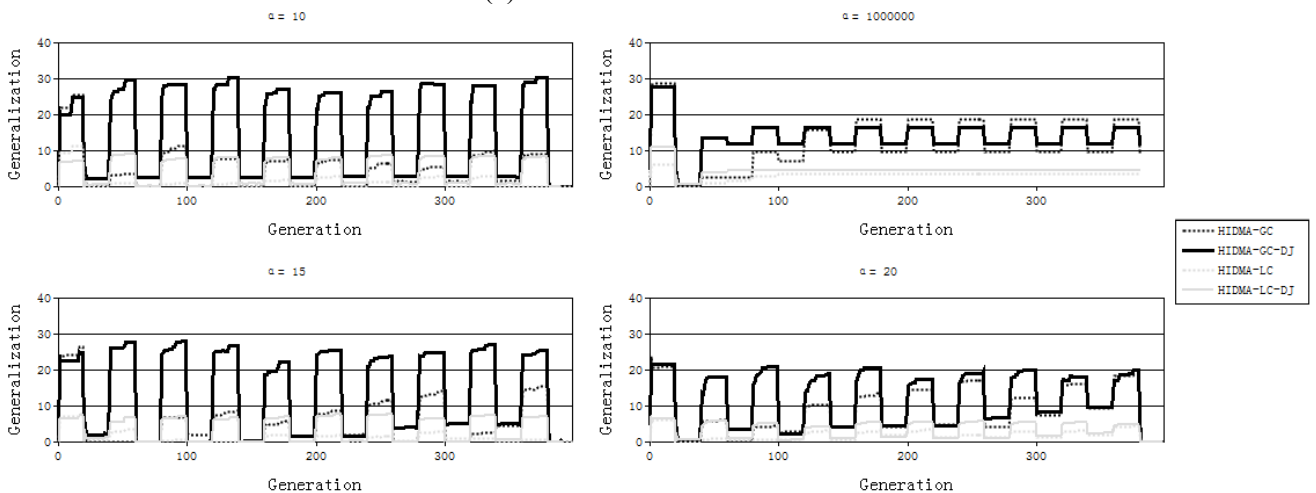 α = 10
α = 1000000
Generalization
40
30
20
10
0
0
100
200
300
Generation
Generalization
40
30
20
10
0
0
100
200
300
Generation
HIDMA-GC
HIDMA-GC-DJ
HIDMA-LC
HIDMA-LC-DJ
α = 15
α = 20
Generalization
40
30
20
10
0
0
100
200
300
Generation
Generalization
40
30
20
10
0
0
100
200
300
Generation